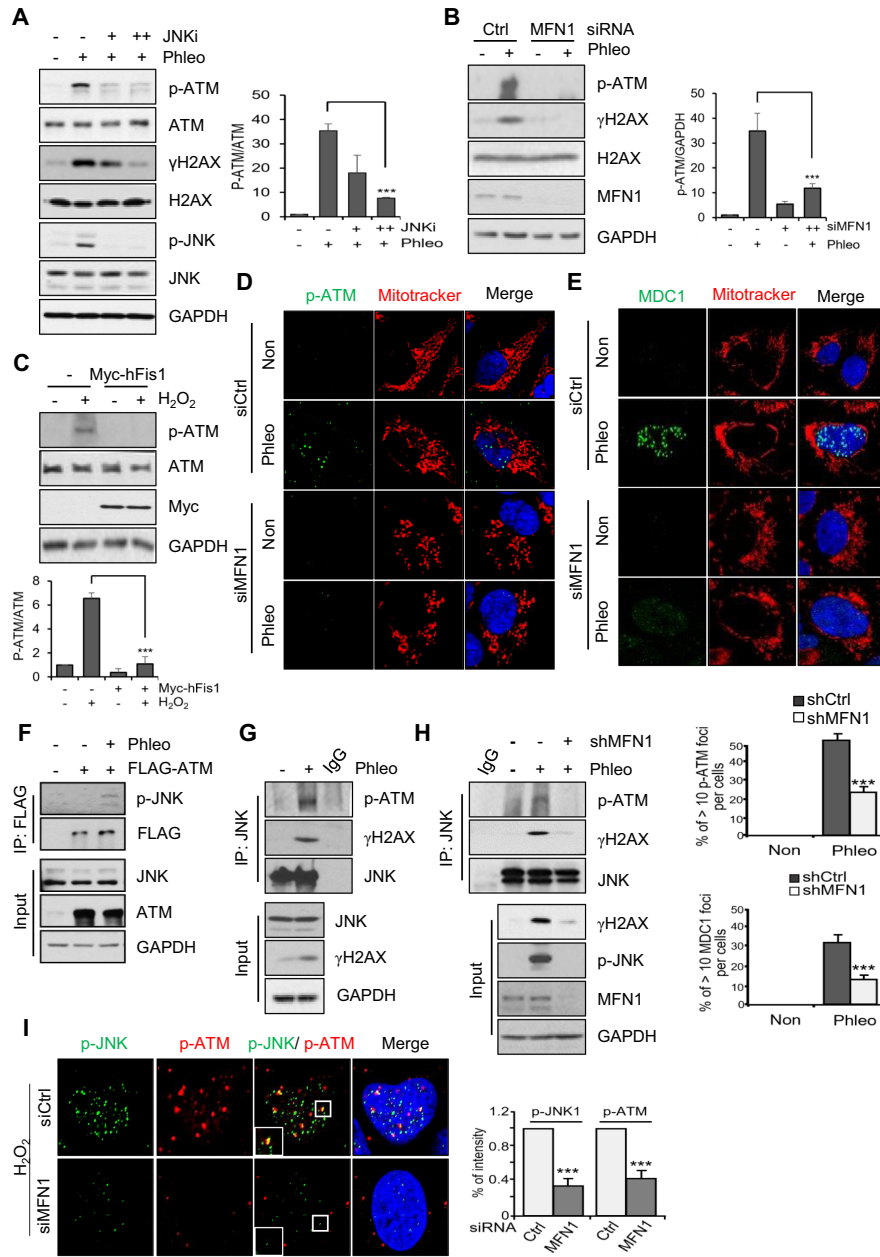 A
- - + ++ JNKi
- + + + Phleo
p-ATM
ATM
γH2AX
H2AX
p-JNK
JNK
GAPDH
P-ATM/ATM
50
40
30
20
10
0
- - + ++ JNKi
- + + + Phleo
***
B
Ctrl MFN1 siRNA
- + - + Phleo
p-ATM
γH2AX
H2AX
MFN1
GAPDH
p-ATM/GAPDH
50
40
30
20
10
0
***
- - + ++ siMFN1
- + - + Phleo
C
- Myc-hFis1
- + - + H2O2
p-ATM
ATM
Myc
GAPDH
P-ATM/ATM
8
6
4
2
0
***
- - + + Myc-hFis1
- + - + H2O2
D
p-ATM Mitotracker Merge
siCtrl
Non
Phleo
siMFN1
Non
Phleo
E
MDC1 Mitotracker Merge
siCtrl
Non
Phleo
siMFN1
Non
Phleo
F
- - + Phleo
- + + FLAG-ATM
IP: FLAG
p-JNK
FLAG
Input
JNK
ATM
GAPDH
G
- + IgG Phleo
IP: JNK
p-ATM
γH2AX
JNK
Input
JNK
γH2AX
GAPDH
H
- - + shMFN1
IgG - + + Phleo
IP: JNK
p-ATM
γH2AX
JNK
Input
γH2AX
p-JNK
MFN1
GAPDH
shCtrl
shMFN1
% of > 10 p-ATM foci
per cells
50
40
30
20
10
0
***
Non Phleo
shCtrl
shMFN1
% of > 10 MDC1 foci
per cells
50
40
30
20
10
0
***
Non Phleo
I
p-JNK p-ATM p-JNK/ p-ATM Merge
H2O2
siCtrl
siMFN1
% of intensity
1.2
0.8
0.4
0
p-JNK1 p-ATM
*** ***
siRNA Ctrl MFN1 Ctrl MFN1